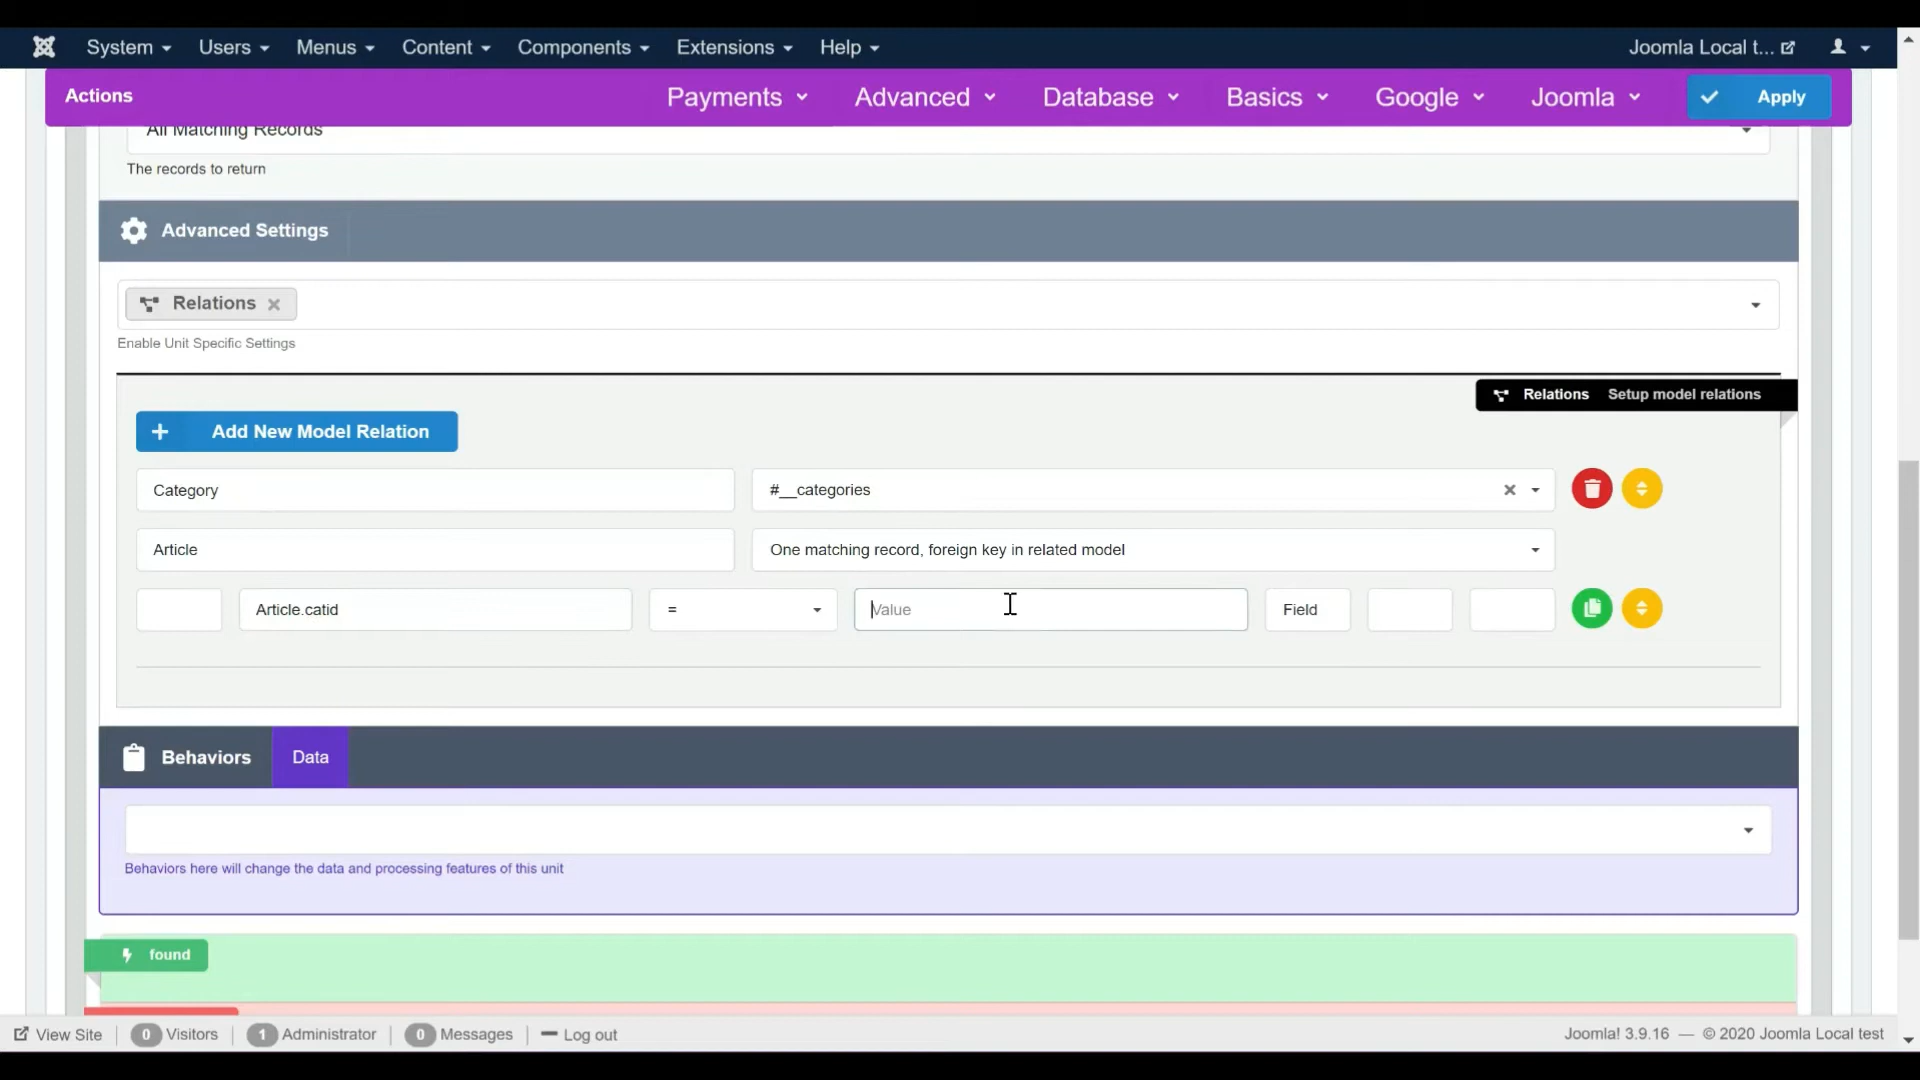 System Users Menus Content Components Extensions Help Joomla Local t...
Actions Payments Advanced Database Basics Google Joomla Apply
All Matching Records
The records to return
Advanced Settings
Relations
Enable Unit Specific Settings
Relations Setup model relations
Add New Model Relation
Category #__categories
Article One matching record, foreign key in related model
Article.catid = Value Field
Behaviors Data
Behaviors here will change the data and processing features of this unit
found
View Site 0 Visitors 1 Administrator 0 Messages Log out Joomla! 3.9.16 — © 2020 Joomla Local test